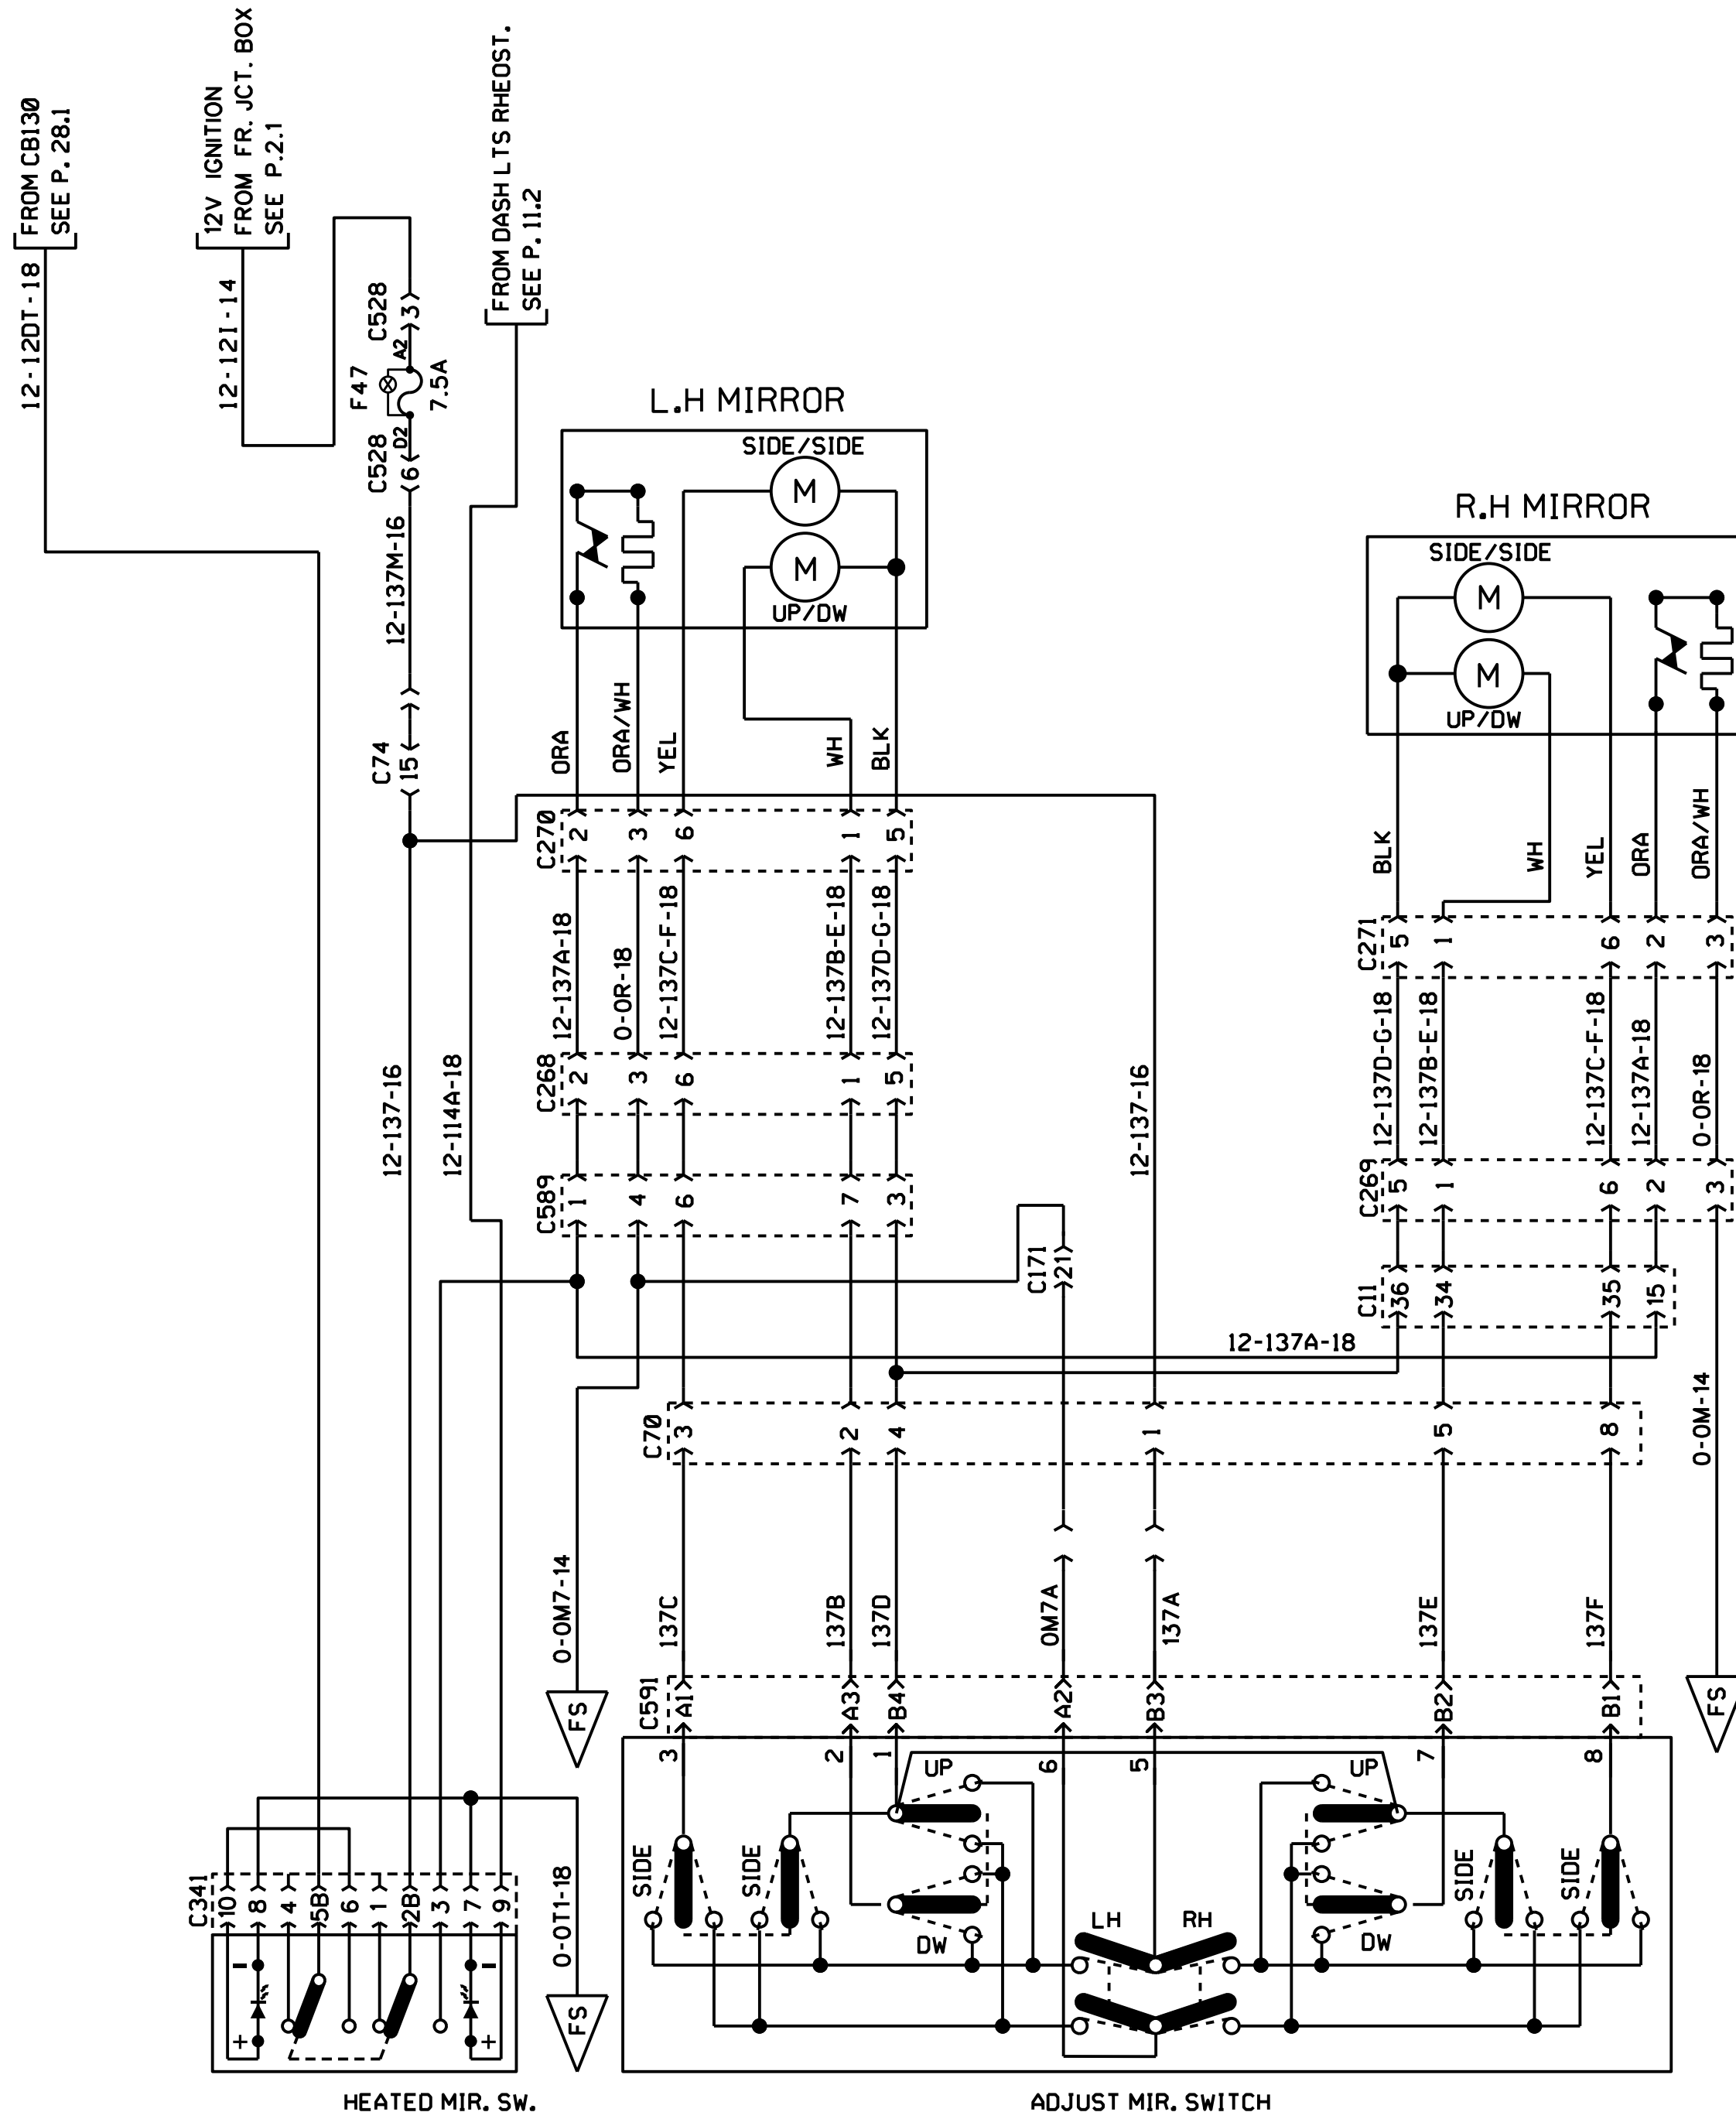 FROM CB130
SEE P. 28.1
12-12DT-18
12V IGNITION
FROM FR. JCT. BOX
SEE P.2.1
12-12I-14
C528
3
A2
F47
7.5A
D2
C528
6
12-137M-16
C74
15
FROM DASH LTS RHEOST.
SEE P. 11.2
L.H MIRROR
SIDE/SIDE
M
M
UP/DW
ORA
ORA/WH
YEL
WH
BLK
C270
2
3
6
1
5
12-137A-18
0-0R-18
12-137C-F-18
12-137B-E-18
12-137D-G-18
C268
2
3
6
1
5
C589
1
4
6
7
3
12-137-16
12-114A-18
12-137-16
C171
21
R.H MIRROR
SIDE/SIDE
M
M
UP/DW
BLK
WH
YEL
ORA
ORA/WH
C271
5
1
6
2
3
12-137D-G-18
12-137B-E-18
12-137C-F-18
12-137A-18
0-0R-18
C269
5
1
6
2
3
C11
36
34
35
15
12-137A-18
C70
3
2
4
1
5
8
0-0M-14
0-0M7-14
137C
137B
137D
0M7A
137A
137E
137F
FS
FS
C591
A1
A3
B4
A2
B3
B2
B1
3
2
1
6
5
7
8
UP
UP
SIDE
SIDE
DW
LH
RH
DW
SIDE
SIDE
C341
10
8
4
5B
6
1
2B
3
7
9
0-0T1-18
FS
-
-
+
+
HEATED MIR. SW.
ADJUST MIR. SWITCH